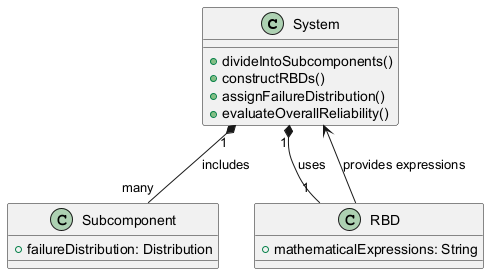 C System
divideIntoSubcomponents()
constructRBDs()
assignFailureDistribution()
evaluateOverallReliability()
1
1
includes
uses
provides expressions
many
1
C Subcomponent
failureDistribution: Distribution
C RBD
mathematicalExpressions: String